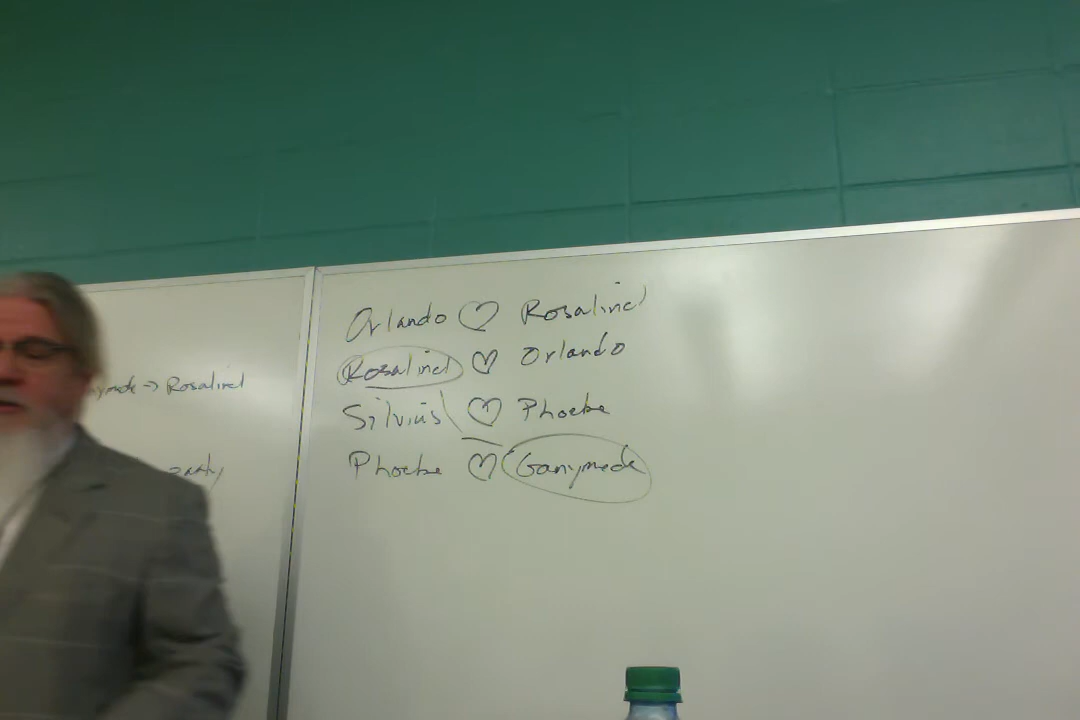 Orlando ♡ Rosalind
Rosalind ♡ Orlando
Silvius ♡ Phoebe
Phoebe ♡ Ganymede
→ Rosalind